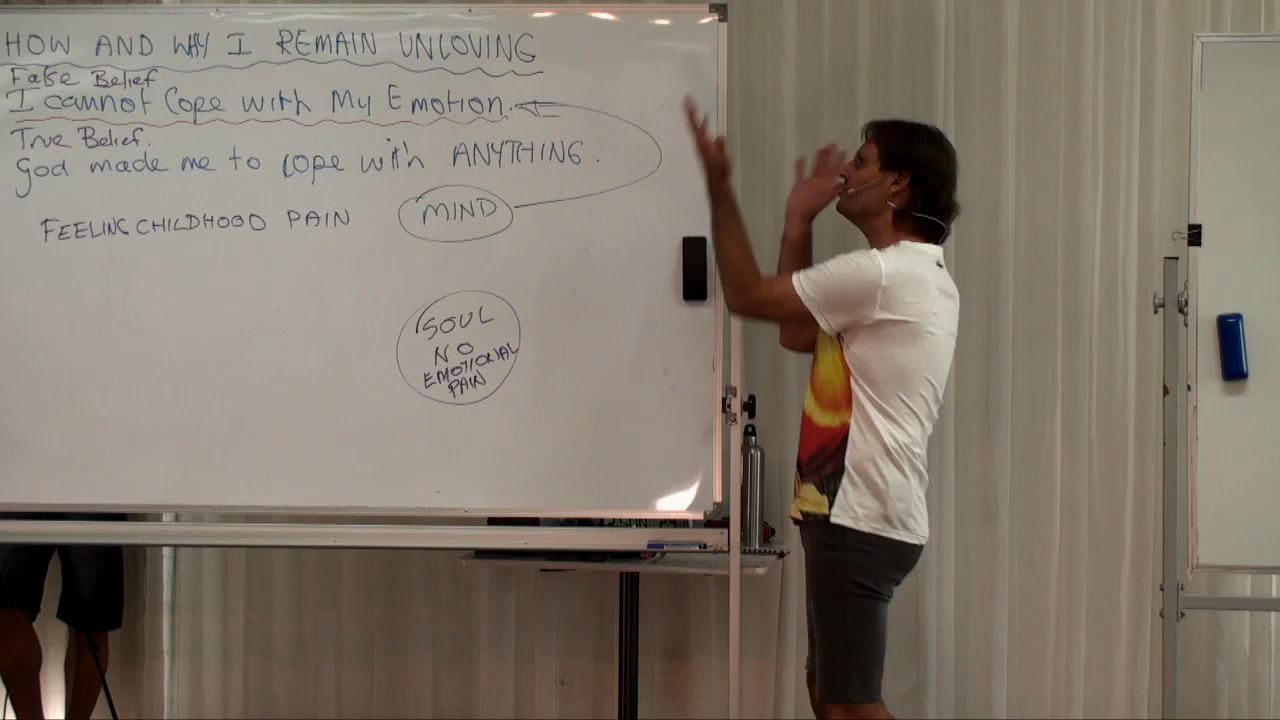 HOW AND WHY I REMAIN UNLOVING
False Belief
I cannot Cope with My Emotion.
True Belief.
God made me to cope with ANYTHING.
FEELING CHILDHOOD PAIN MIND
SOUL
NO
EMOTIONAL
PAIN